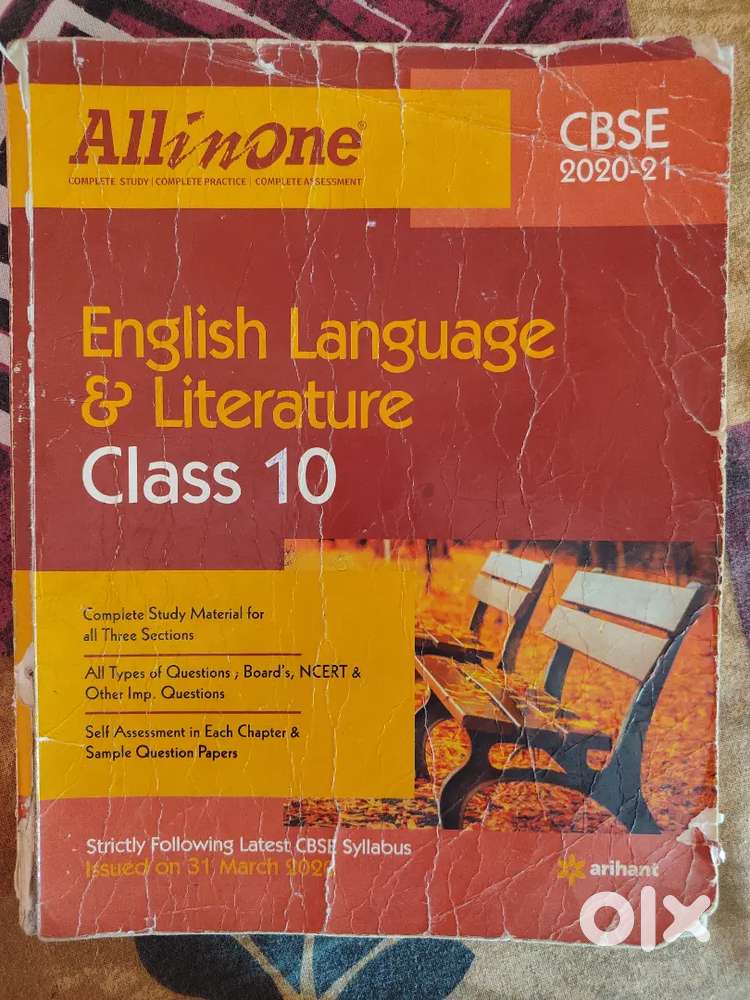 All in One®
COMPLETE STUDY | COMPLETE PRACTICE | COMPLETE ASSESSMENT
CBSE
2020-21
English Language
& Literature
Class 10
Complete Study Material for
all Three Sections
All Types of Questions ; Board's, NCERT &
Other Imp. Questions
Self Assessment in Each Chapter &
Sample Question Papers
Strictly Following Latest CBSE Syllabus
Issued on 31 March 2020
arihant
olx